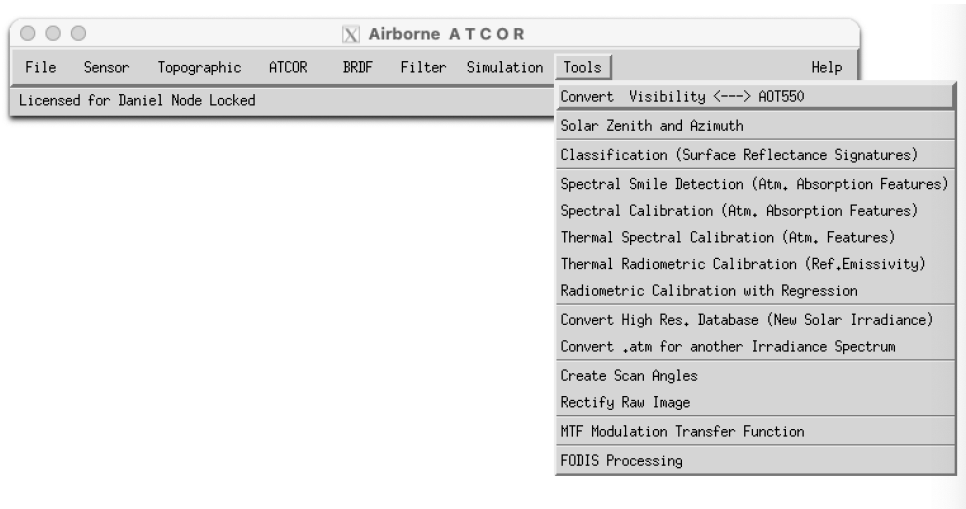 Airborne A T C O R
File Sensor Topographic ATCOR BRDF Filter Simulation Tools Help
Licensed for Daniel Node Locked
Convert Visibility <---> AOT550
Solar Zenith and Azimuth
Classification (Surface Reflectance Signatures)
Spectral Smile Detection (Atm. Absorption Features)
Spectral Calibration (Atm. Absorption Features)
Thermal Spectral Calibration (Atm. Features)
Thermal Radiometric Calibration (Ref.Emissivity)
Radiometric Calibration with Regression
Convert High Res. Database (New Solar Irradiance)
Convert .atm for another Irradiance Spectrum
Create Scan Angles
Rectify Raw Image
MTF Modulation Transfer Function
FODIS Processing